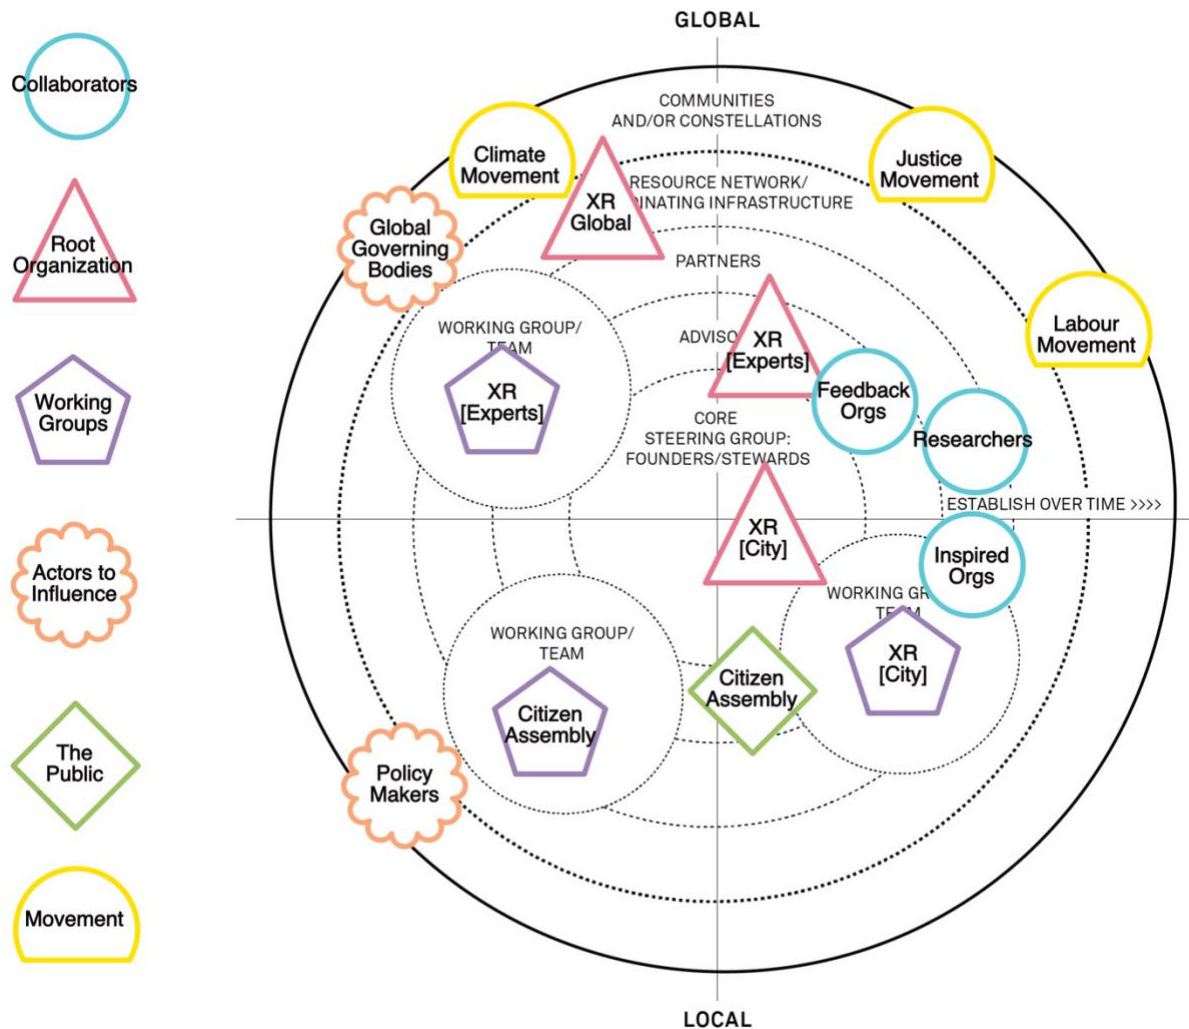 Collaborators
Root
Organization
Working
Groups
Actors to
Influence
The
Public
Movement
GLOBAL
COMMUNITIES
AND/OR CONSTELLATIONS
Climate
Movement
Justice
Movement
RESOURCE NETWORK/
INATING INFRASTRUCTURE
XR
Global
Global
Governing
Bodies
PARTNERS
Labour
Movement
WORKING GROUP/
TEAM
XR
[Experts]
ADVISO
XR
[Experts]
Feedback
Orgs
Researchers
CORE
STEERING GROUP:
FOUNDERS/STEWARDS
ESTABLISH OVER TIME >>>>
XR
[City]
Inspired
Orgs
WORKING GR
TEAM
XR
[City]
WORKING GROUP/
TEAM
Citizen
Assembly
Citizen
Assembly
Policy
Makers
LOCAL